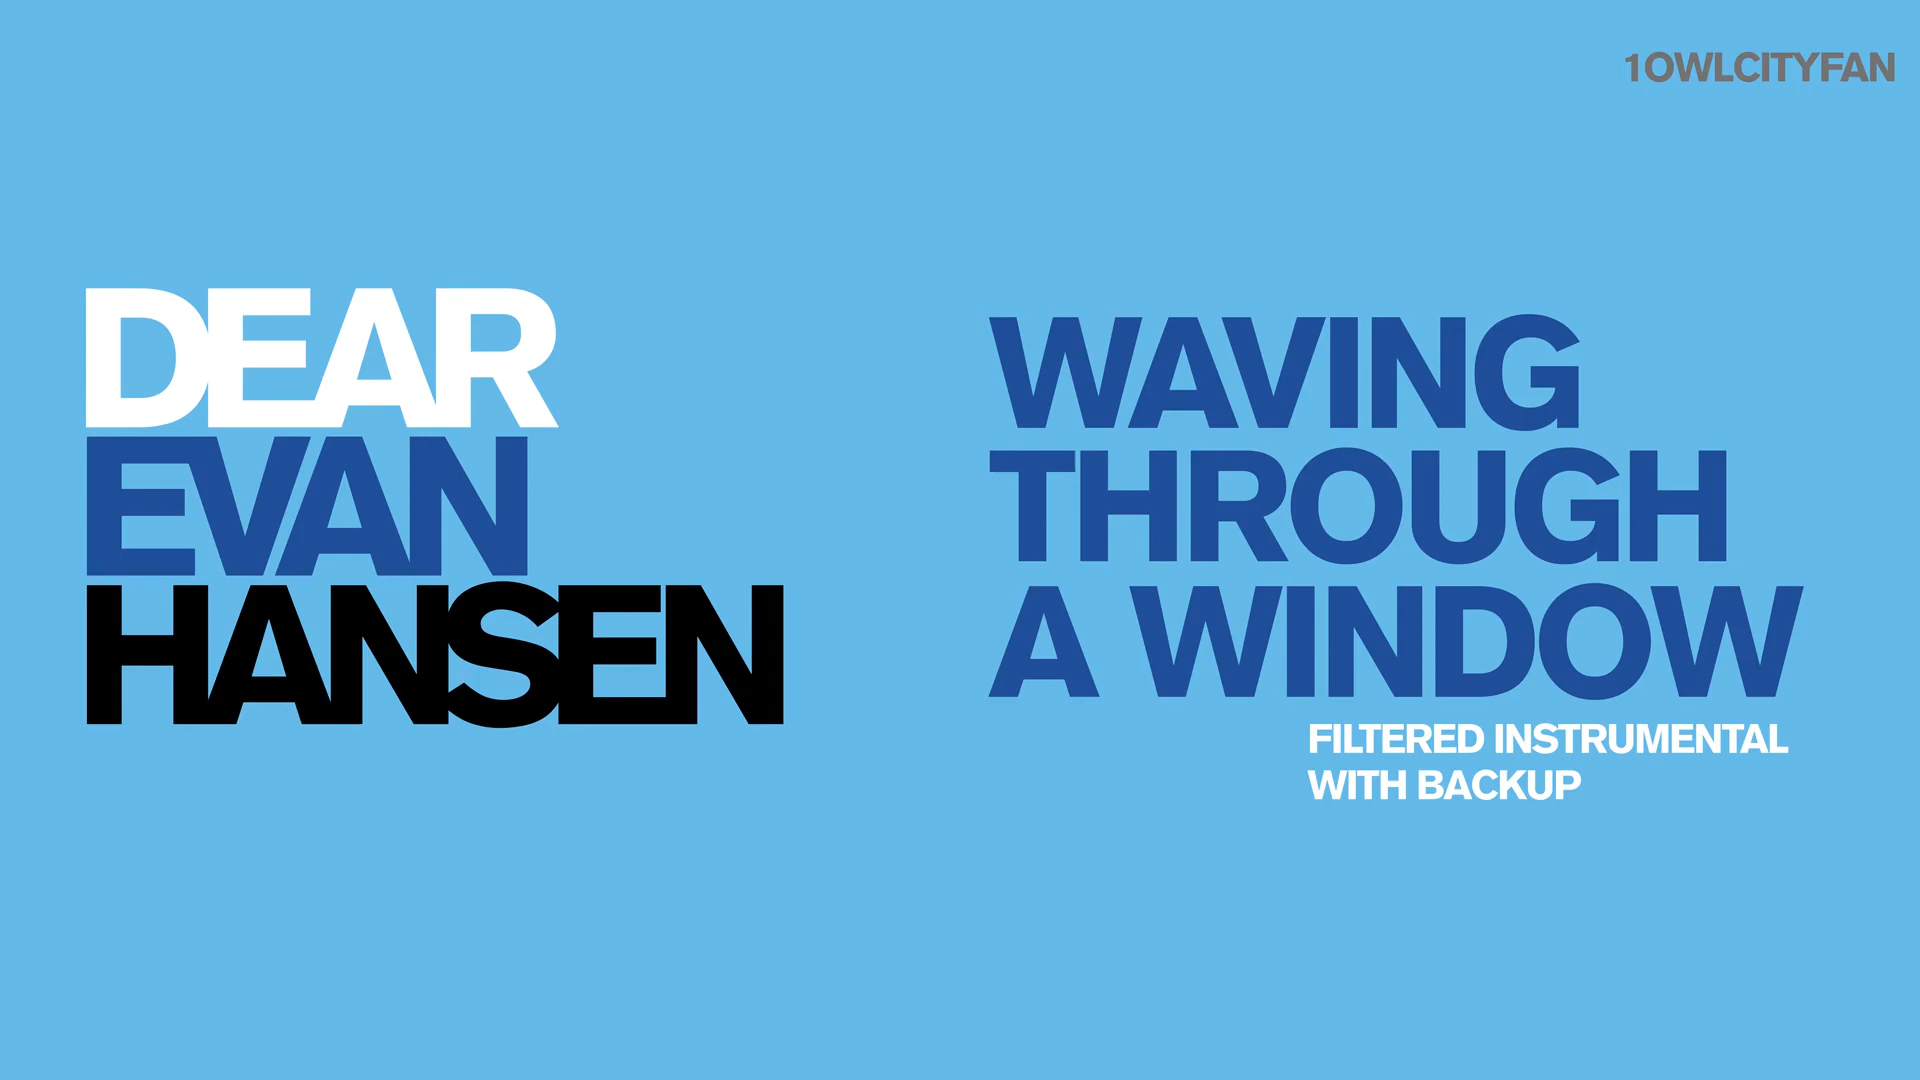 1OWLCITYFAN
DEAR
EVAN
HANSEN
WAVING
THROUGH
A WINDOW
FILTERED INSTRUMENTAL
WITH BACKUP